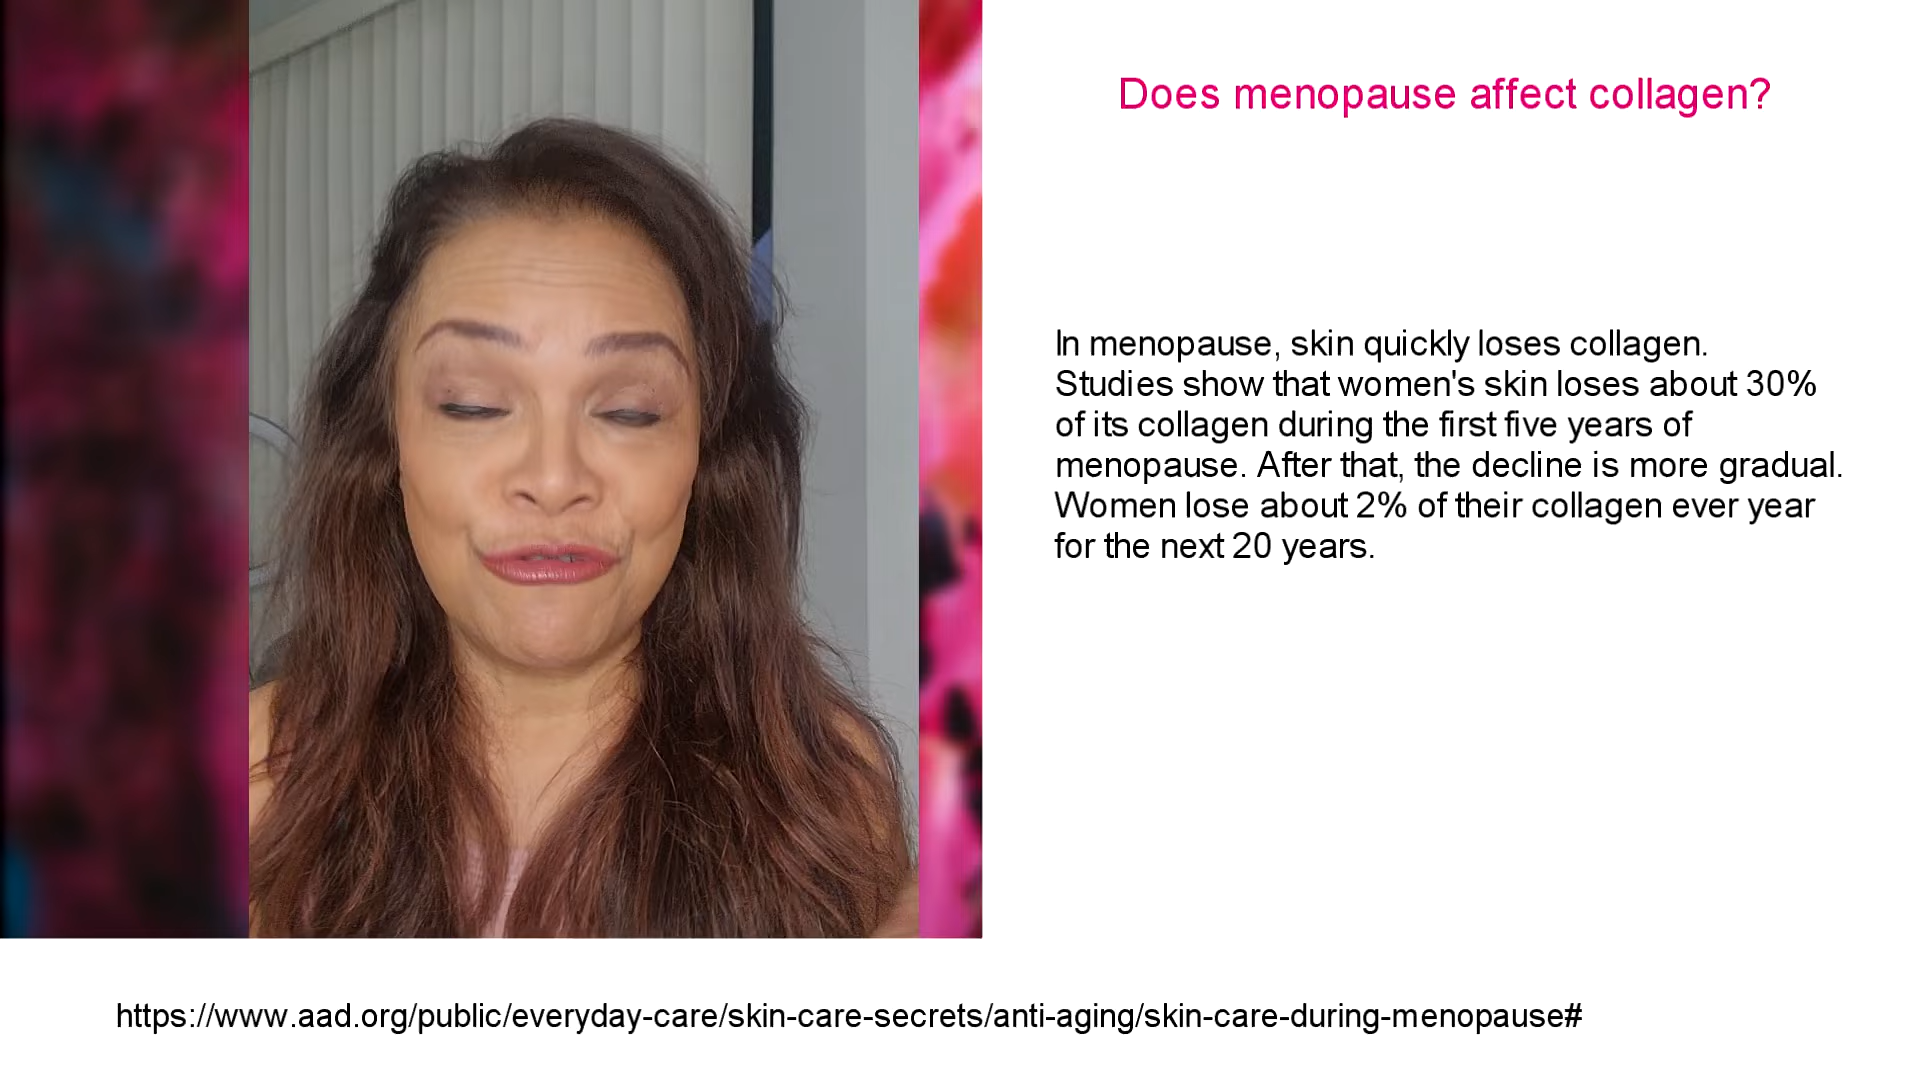 Does menopause affect collagen?
In menopause, skin quickly loses collagen.
Studies show that women's skin loses about 30%
of its collagen during the first five years of
menopause. After that, the decline is more gradual.
Women lose about 2% of their collagen ever year
for the next 20 years.
https://www.aad.org/public/everyday-care/skin-care-secrets/anti-aging/skin-care-during-menopause#